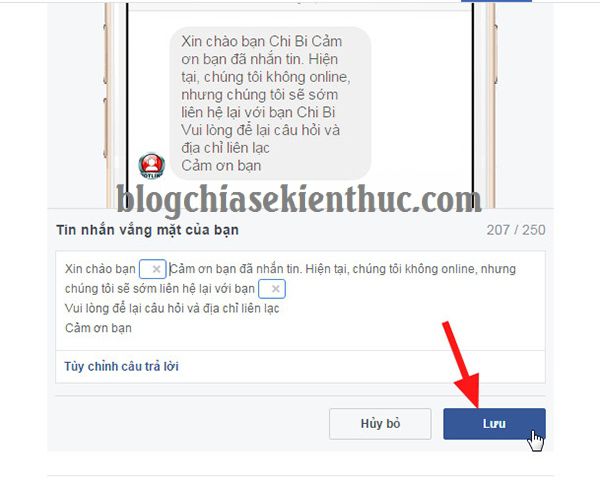 Xin chào bạn Chi Bi Cảm
ơn bạn đã nhắn tin. Hiện
tại, chúng tôi không online,
nhưng chúng tôi sẽ sớm
liên hệ lại với bạn Chi Bi
Vui lòng để lại câu hỏi và
địa chỉ liên lạc
Cảm ơn bạn
HOTLINE
blogchiasekienthuc.com
Tin nhắn vắng mặt của bạn 207 / 250
Xin chào bạn × Cảm ơn bạn đã nhắn tin. Hiện tại, chúng tôi không online, nhưng
chúng tôi sẽ sớm liên hệ lại với bạn ×
Vui lòng để lại câu hỏi và địa chỉ liên lạc
Cảm ơn bạn
Tùy chỉnh câu trả lời
Hủy bỏ Lưu